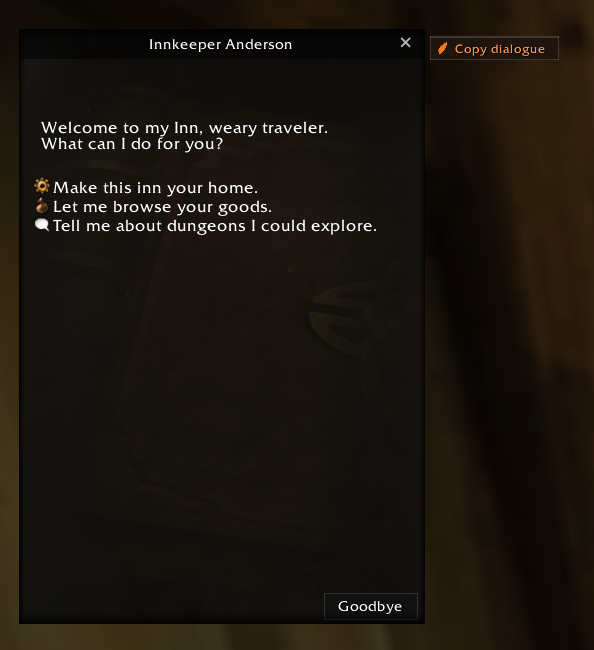 Innkeeper Anderson
Copy dialogue
Welcome to my Inn, weary traveler.
What can I do for you?
Make this inn your home.
Let me browse your goods.
Tell me about dungeons I could explore.
Goodbye